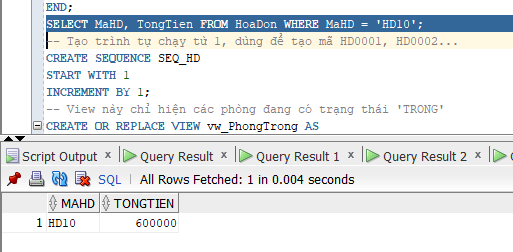 END;
SELECT MaHD, TongTien FROM HoaDon WHERE MaHD = 'HD10';
-- Tạo trình tự chạy từ 1, dùng để tạo mã HD0001, HD0002...
CREATE SEQUENCE SEQ_HD
START WITH 1
INCREMENT BY 1;
-- View này chỉ hiện các phòng đang có trạng thái 'TRONG'
CREATE OR REPLACE VIEW vw_PhongTrong AS
Script Output x Query Result x Query Result 1 x Query Result 2 x
SQL | All Rows Fetched: 1 in 0.004 seconds
MAHD TONGTIEN
1 HD10 600000